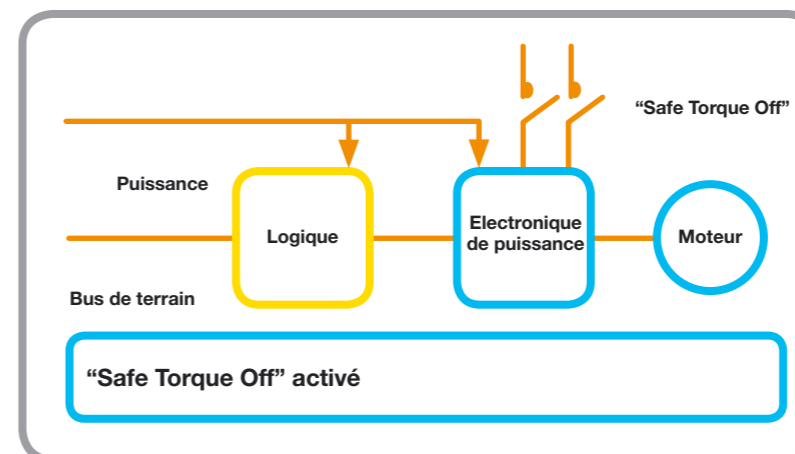 “Safe Torque Off”
Puissance
Logique
Electronique
de puissance
Moteur
Bus de terrain
“Safe Torque Off” activé